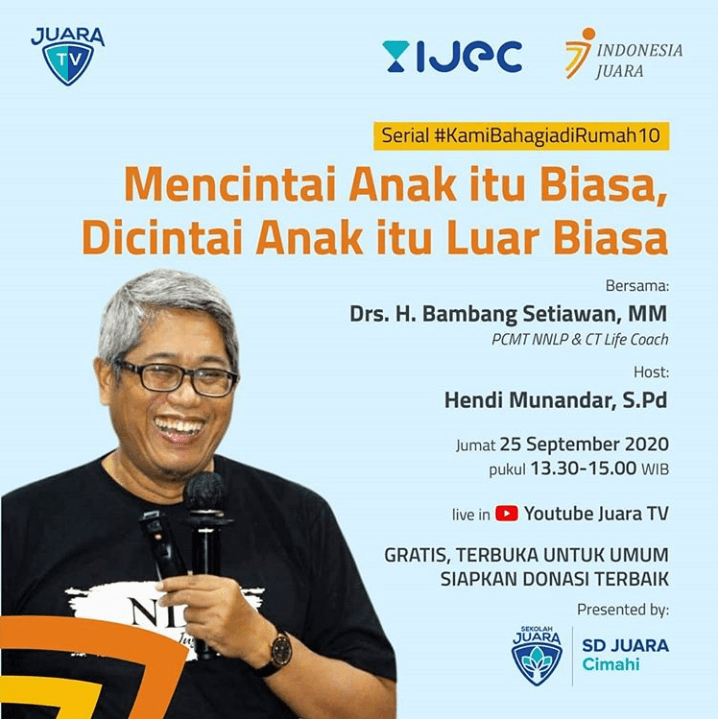 JUARA
TV
IJEC
INDONESIA
JUARA
Serial #KamiBahagiadiRumah10
Mencintai Anak itu Biasa,
Dicintai Anak itu Luar Biasa
Bersama:
Drs. H. Bambang Setiawan, MM
PCMT NNLP & CT Life Coach
Host:
Hendi Munandar, S.Pd
Jumat 25 September 2020
pukul 13.30-15.00 WIB
live in Youtube Juara TV
GRATIS, TERBUKA UNTUK UMUM
SIAPKAN DONASI TERBAIK
Presented by:
SEKOLAH
JUARA
SD JUARA
Cimahi